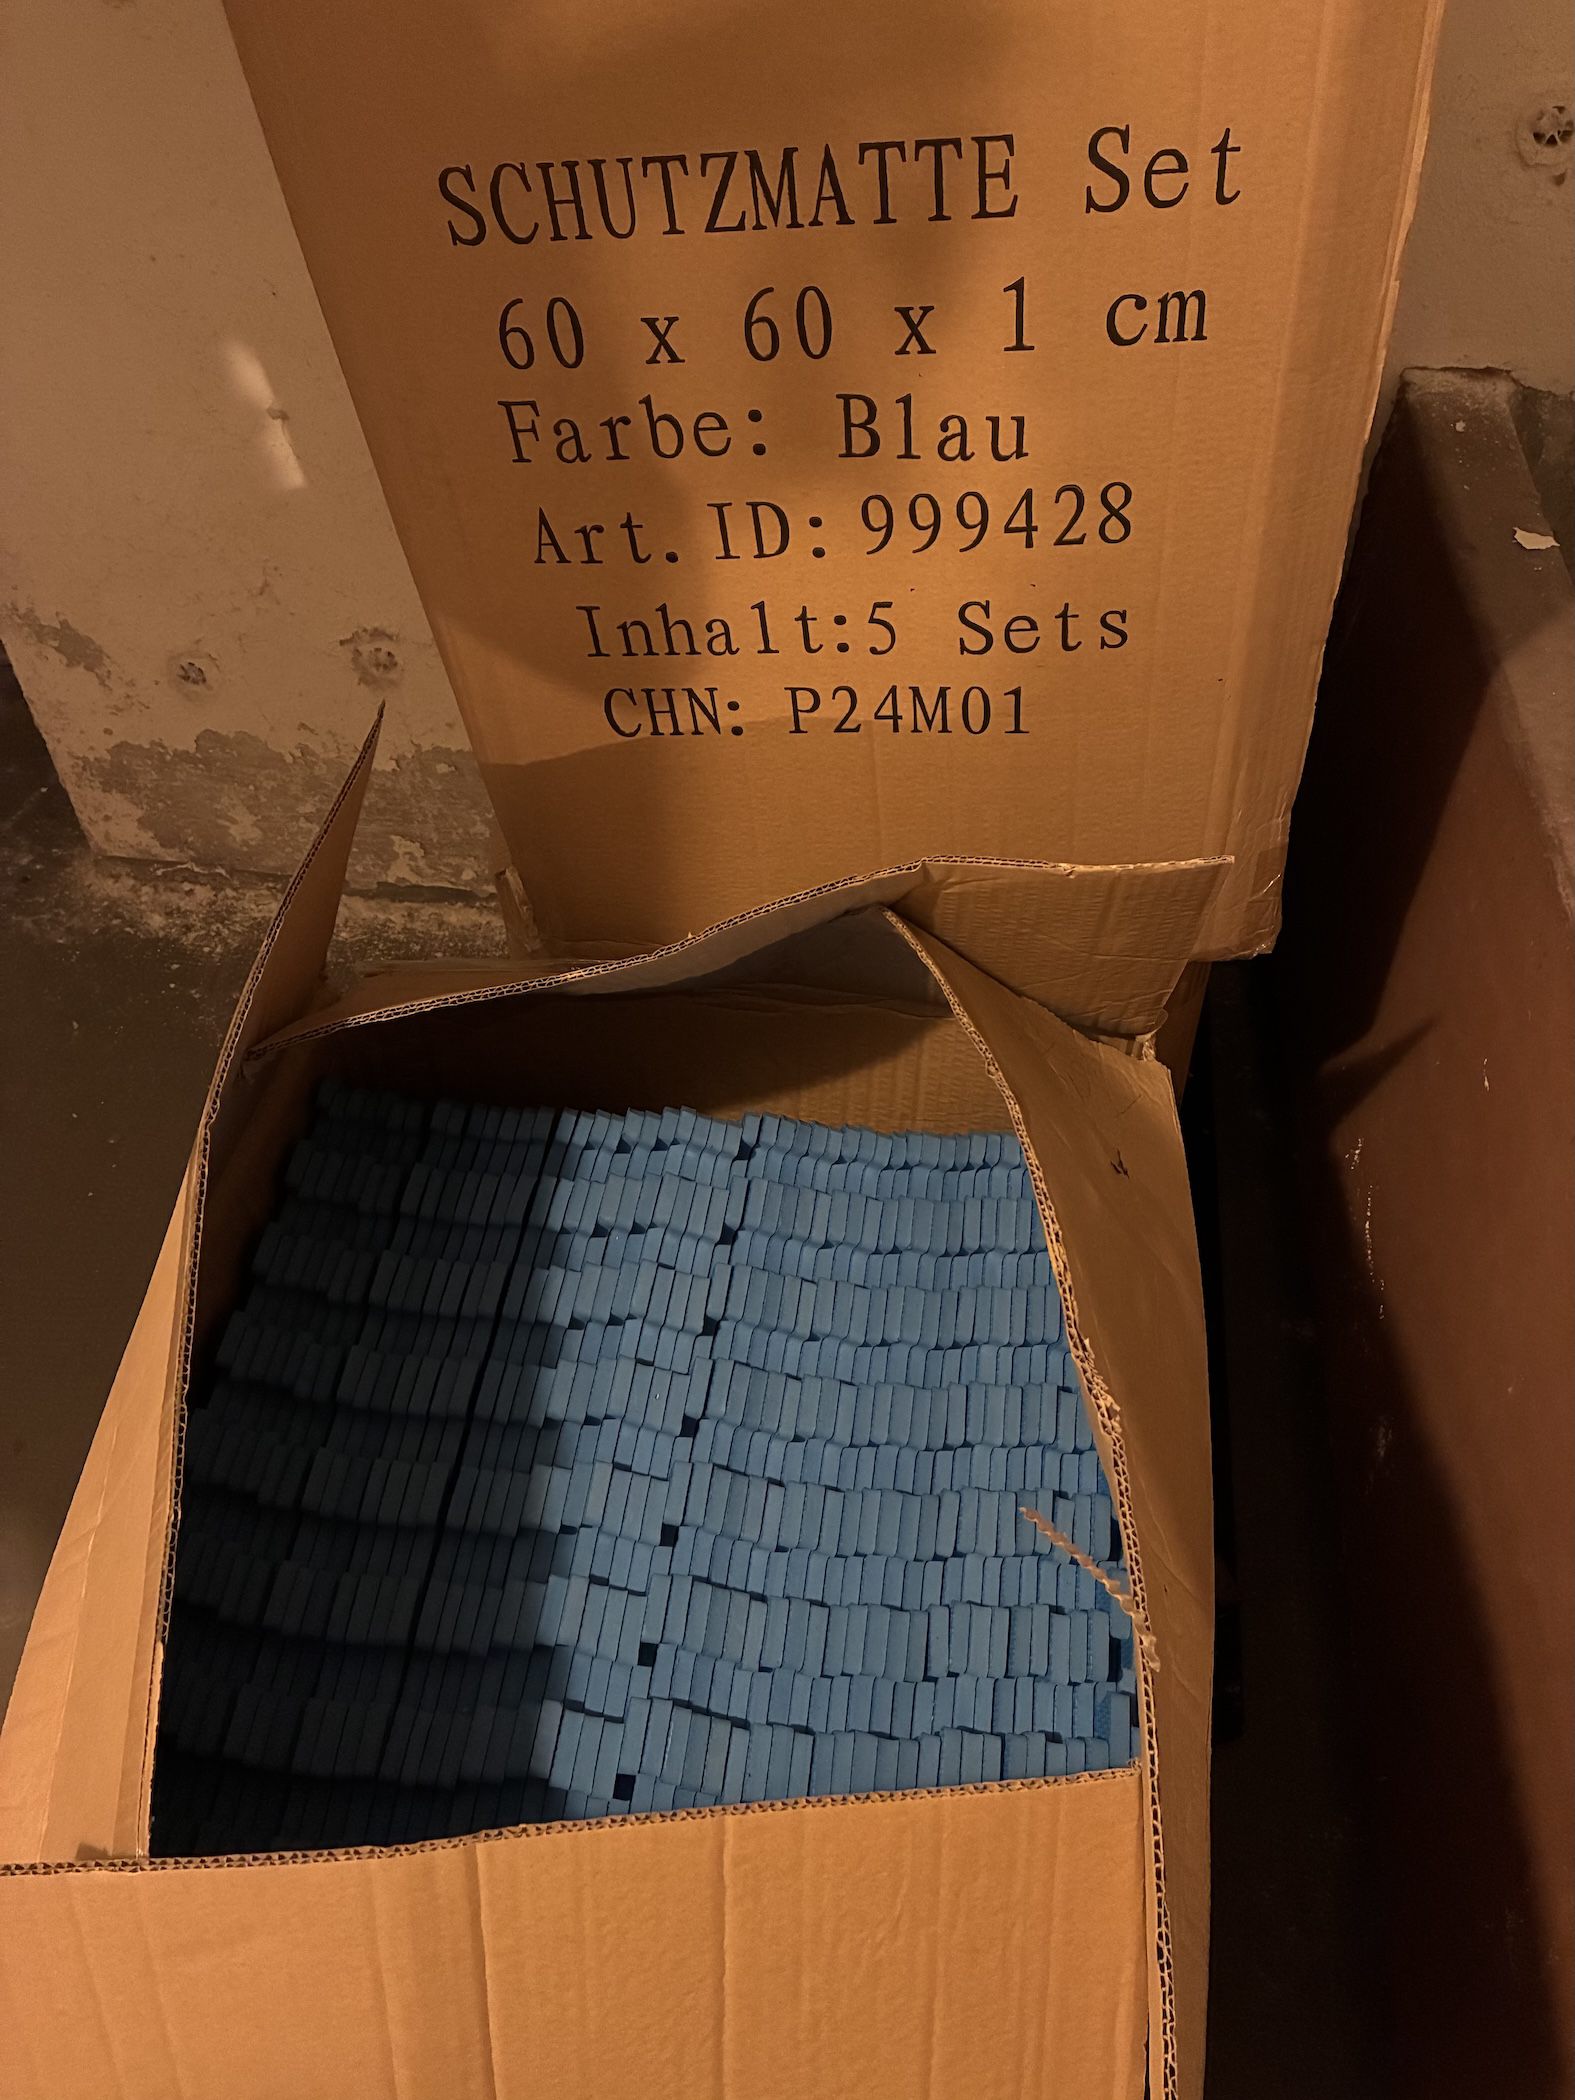 SCHUTZMATTE Set
60 x 60 x 1 cm
Farbe: Blau
Art. ID: 999428
Inhalt:5 Sets
CHN: P24M01